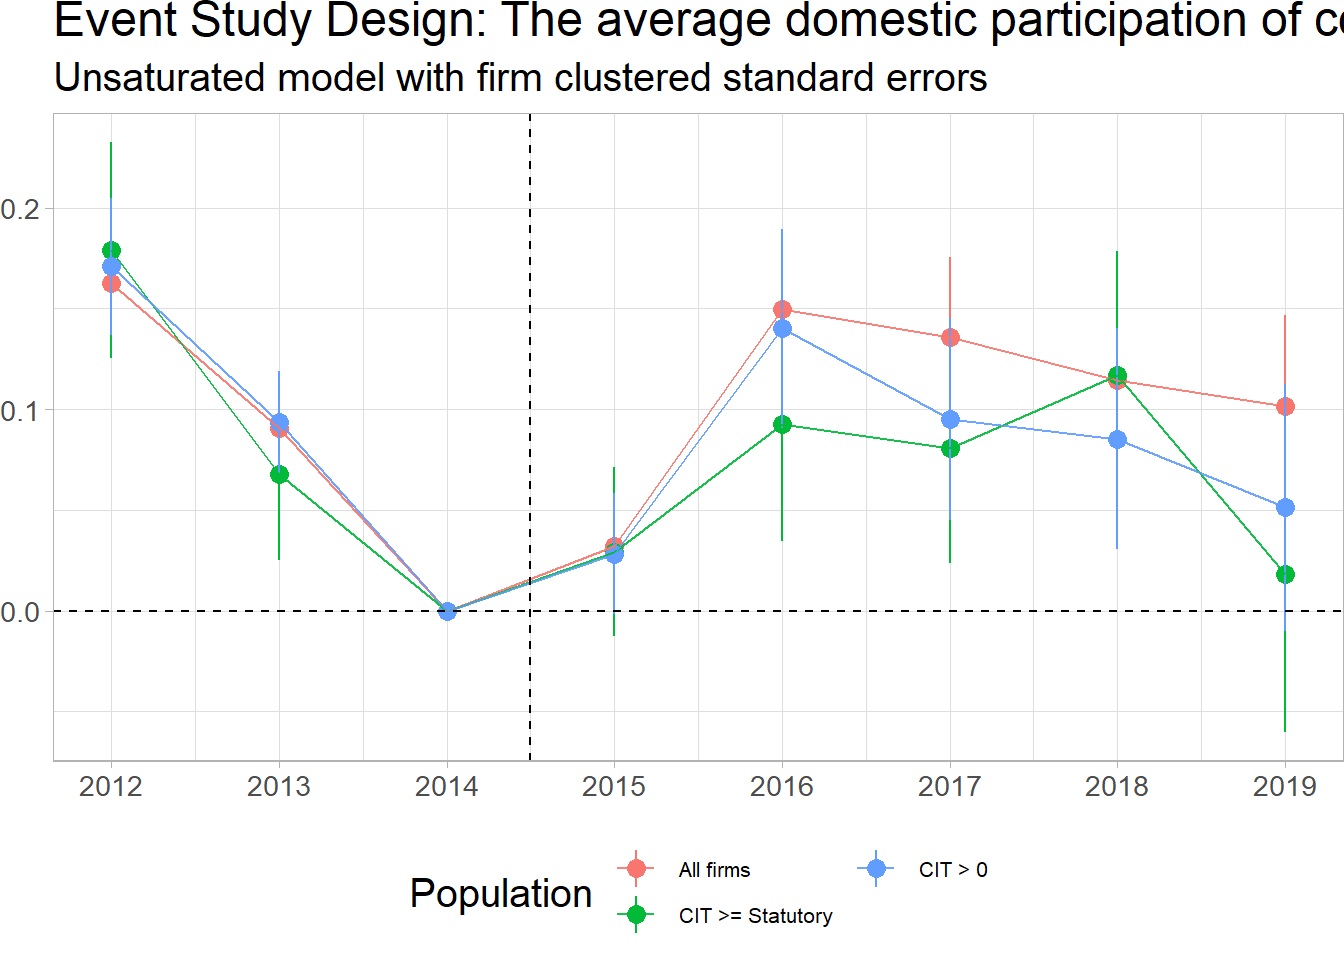 Event Study Design: The average domestic participation of
Unsaturated model with firm clustered standard errors
0.2
0.1
0.0
2012 2013 2014 2015 2016 2017 2018 2019
Population
All firms
CIT > 0
CIT >= Statutory